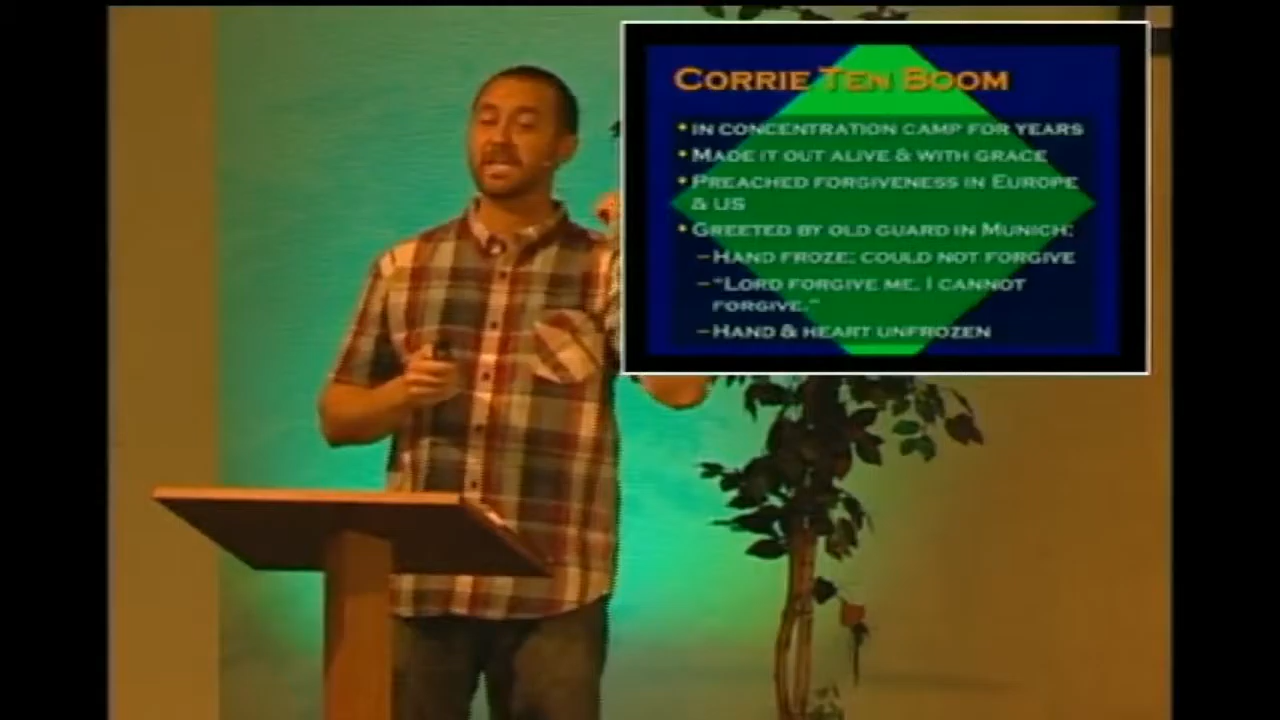 CORRIE TEN BOOM
• IN CONCENTRATION CAMP FOR YEARS
• MADE IT OUT ALIVE & WITH GRACE
• PREACHED FORGIVENESS IN EUROPE
& US
• GREETED BY OLD GUARD IN MUNICH:
– HAND FROZE; COULD NOT FORGIVE
– "LORD FORGIVE ME, I CANNOT
FORGIVE."
– HAND & HEART UNFROZEN